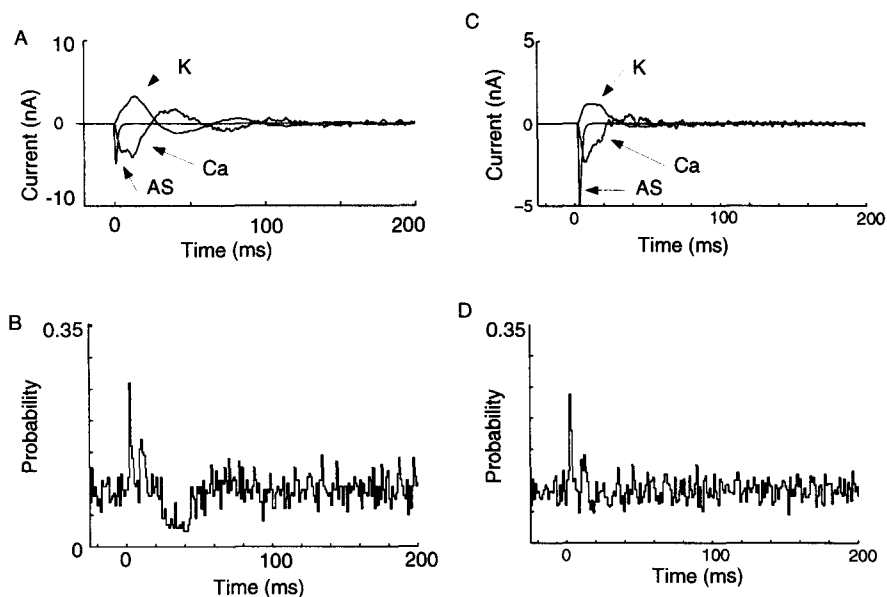 A
10
K
Current (nA)
0
Ca
AS
-10
0
100
200
Time (ms)
C
5
K
Current (nA)
0
Ca
AS
-5
0
100
200
Time (ms)
B
0.35
Probability
0
0
100
200
Time (ms)
D
0.35
Probability
0
0
100
200
Time (ms)